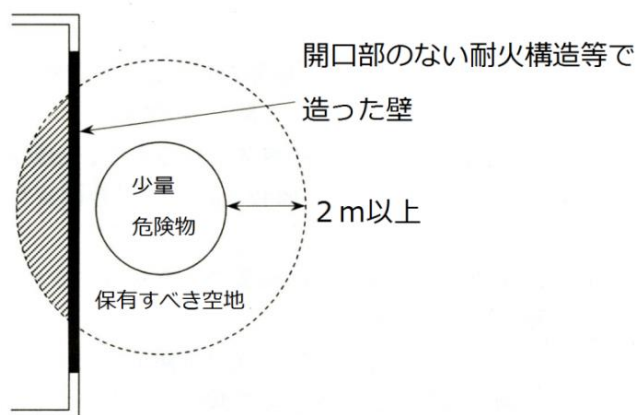 開口部のない耐火構造等で
造った壁
少量
危険物
2m以上
保有すべき空地